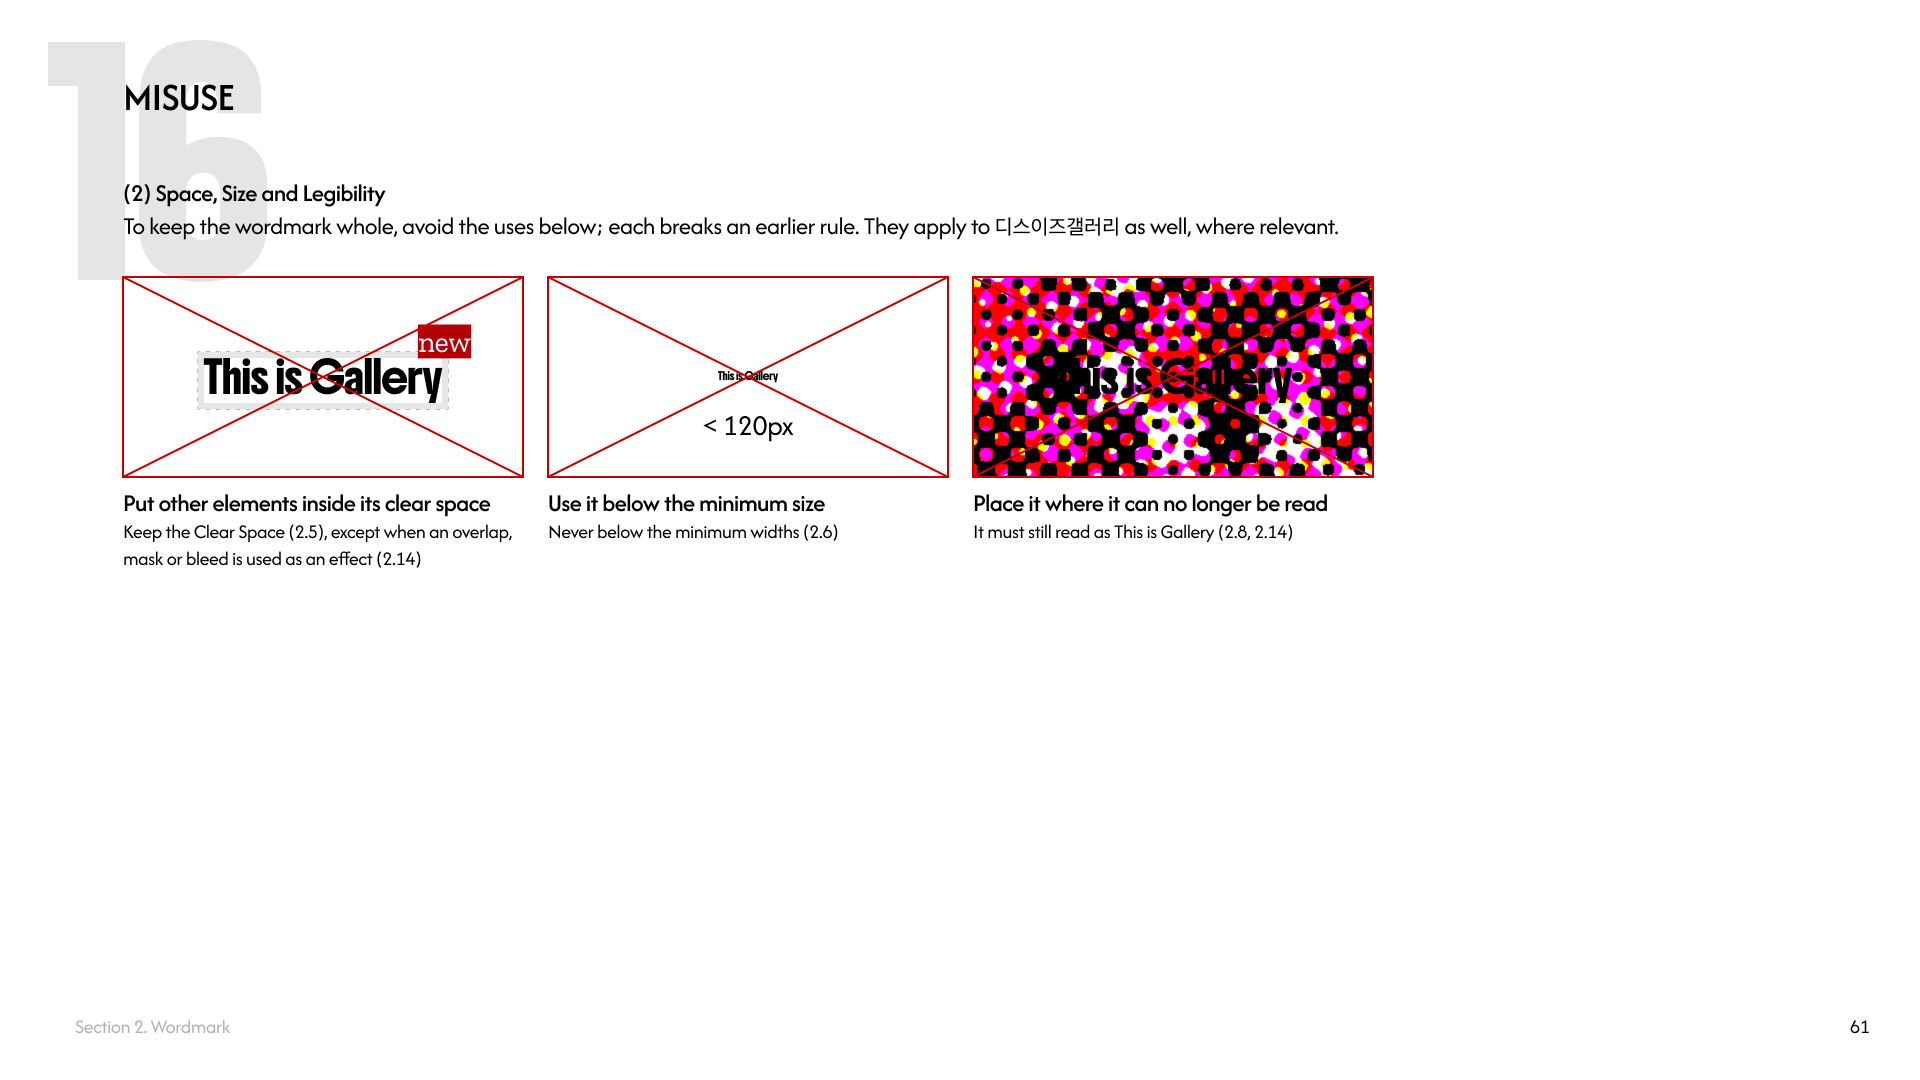 16
MISUSE
(2) Space, Size and Legibility
To keep the wordmark whole, avoid the uses below; each breaks an earlier rule. They apply to 디스이즈갤러리 as well, where relevant.
new
This is Gallery
This is Gallery
< 120px
This is Gallery
Put other elements inside its clear space
Keep the Clear Space (2.5), except when an overlap,
mask or bleed is used as an effect (2.14)
Use it below the minimum size
Never below the minimum widths (2.6)
Place it where it can no longer be read
It must still read as This is Gallery (2.8, 2.14)
Section 2. Wordmark
61